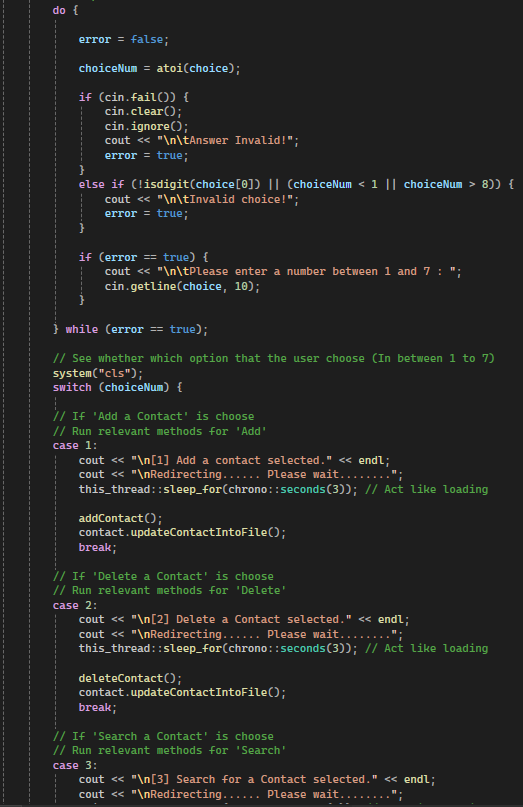 do {
error = false;
choiceNum = atoi(choice);
if (cin.fail()) {
cin.clear();
cin.ignore();
cout << "\n\tAnswer Invalid!";
error = true;
}
else if (!isdigit(choice[0]) || (choiceNum < 1 || choiceNum > 8)) {
cout << "\n\tInvalid choice!";
error = true;
}
if (error == true) {
cout << "\n\tPlease enter a number between 1 and 7 : ";
cin.getline(choice, 10);
}
} while (error == true);
// See whether which option that the user choose (In between 1 to 7)
system("cls");
switch (choiceNum) {
// If 'Add a Contact' is choose
// Run relevant methods for 'Add'
case 1:
cout << "\n[1] Add a contact selected." << endl;
cout << "\nRedirecting...... Please wait........";
this_thread::sleep_for(chrono::seconds(3)); // Act like loading
addContact();
contact.updateContactIntoFile();
break;
// If 'Delete a Contact' is choose
// Run relevant methods for 'Delete'
case 2:
cout << "\n[2] Delete a Contact selected." << endl;
cout << "\nRedirecting...... Please wait........";
this_thread::sleep_for(chrono::seconds(3)); // Act like loading
deleteContact();
contact.updateContactIntoFile();
break;
// If 'Search a Contact' is choose
// Run relevant methods for 'Search'
case 3:
cout << "\n[3] Search for a Contact selected." << endl;
cout << "\nRedirecting...... Please wait........";